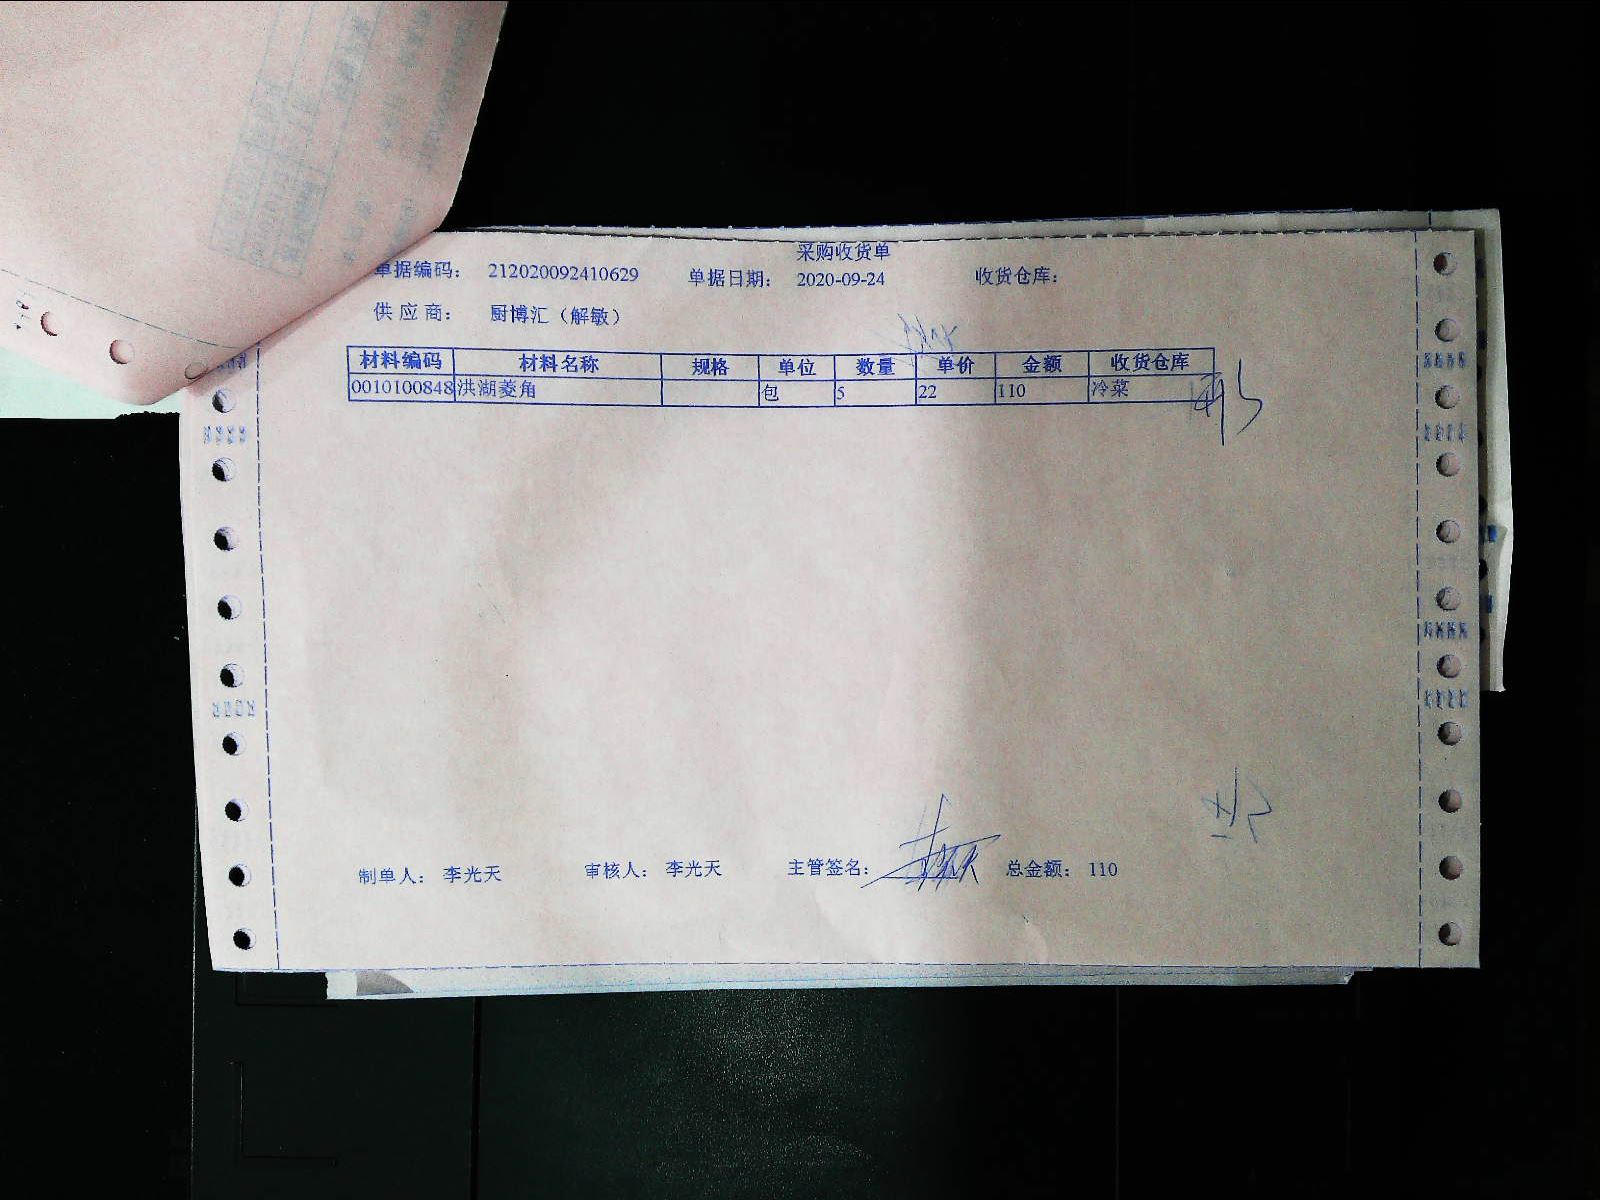 采购收货单
单据编码： 212020092410629 单据日期： 2020-09-24 收货仓库：
供 应 商： 厨博汇（解敏）
材料编码 材料名称 规格 单位 数量 单价 金额 收货仓库
0010100848 洪湖菱角 包 5 22 110 冷菜
制单人： 李光天 审核人： 李光天 主管签名： 总金额： 110